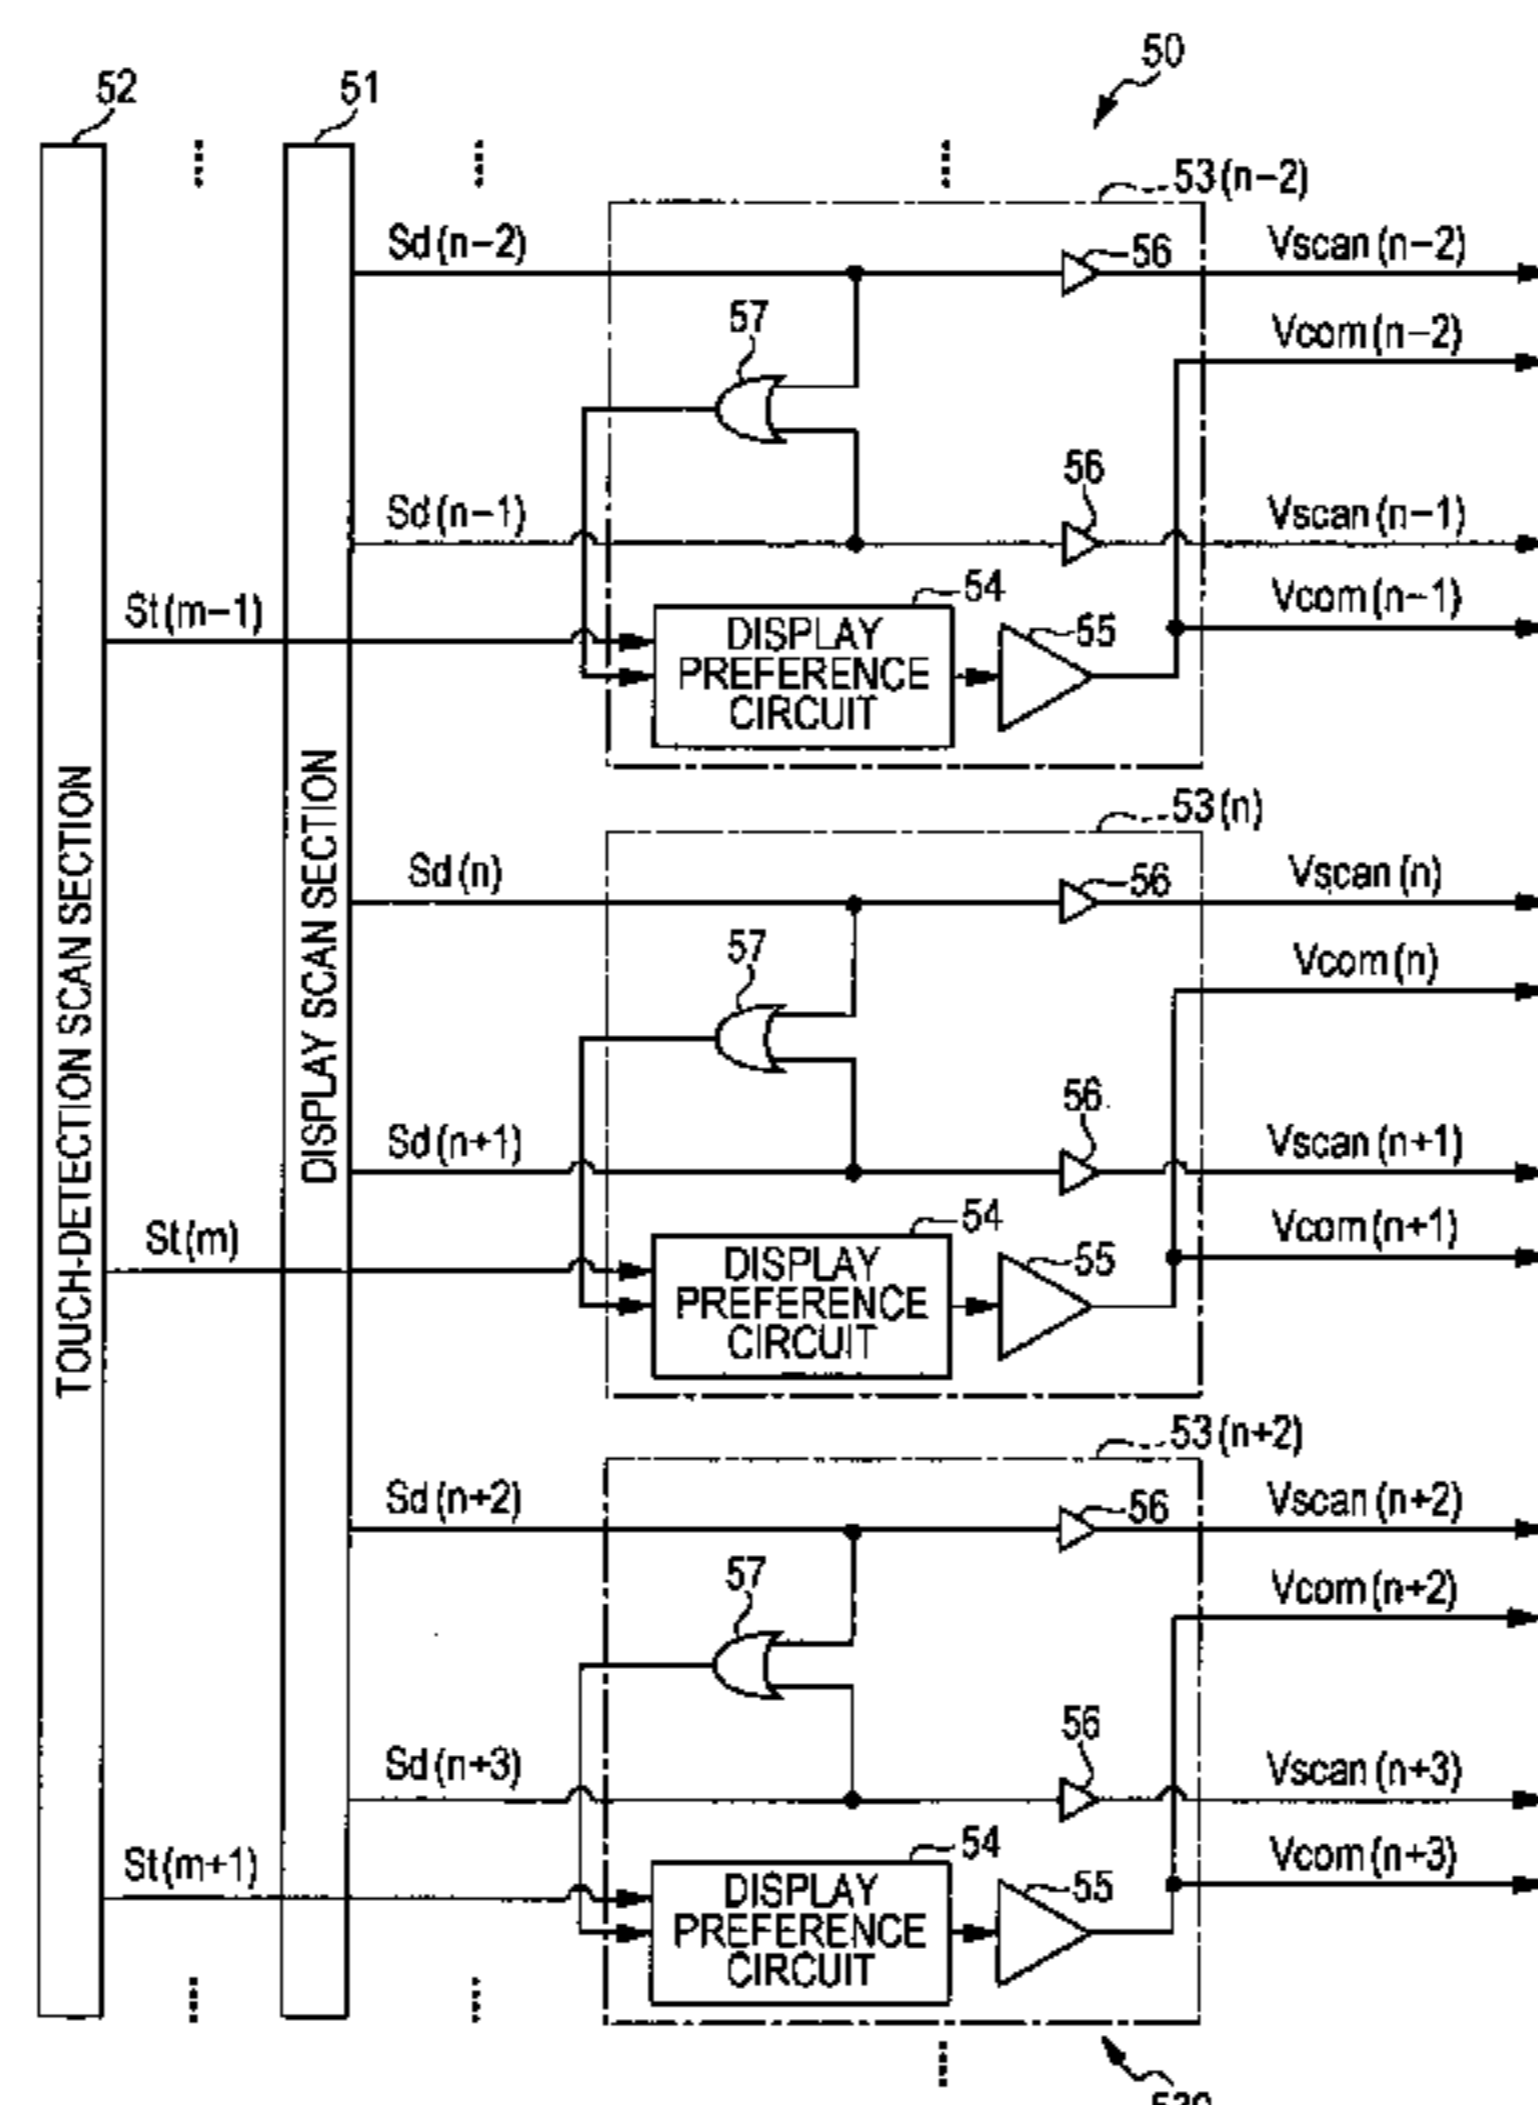 50
52
51
53(n-2)
Sd(n-2)
56
Vscan(n-2)
57
Vcom(n-2)
56
Sd(n-1)
Vscan(n-1)
St(m-1)
54
55
Vcom(n-1)
DISPLAY
PREFERENCE
CIRCUIT
TOUCH-DETECTION SCAN SECTION
DISPLAY SCAN SECTION
53(n)
Sd(n)
56
Vscan(n)
57
Vcom(n)
56
Sd(n+1)
Vscan(n+1)
St(m)
54
55
Vcom(n+1)
DISPLAY
PREFERENCE
CIRCUIT
53(n+2)
Sd(n+2)
56
Vscan(n+2)
57
Vcom(n+2)
56
Sd(n+3)
Vscan(n+3)
St(m+1)
54
55
Vcom(n+3)
DISPLAY
PREFERENCE
CIRCUIT